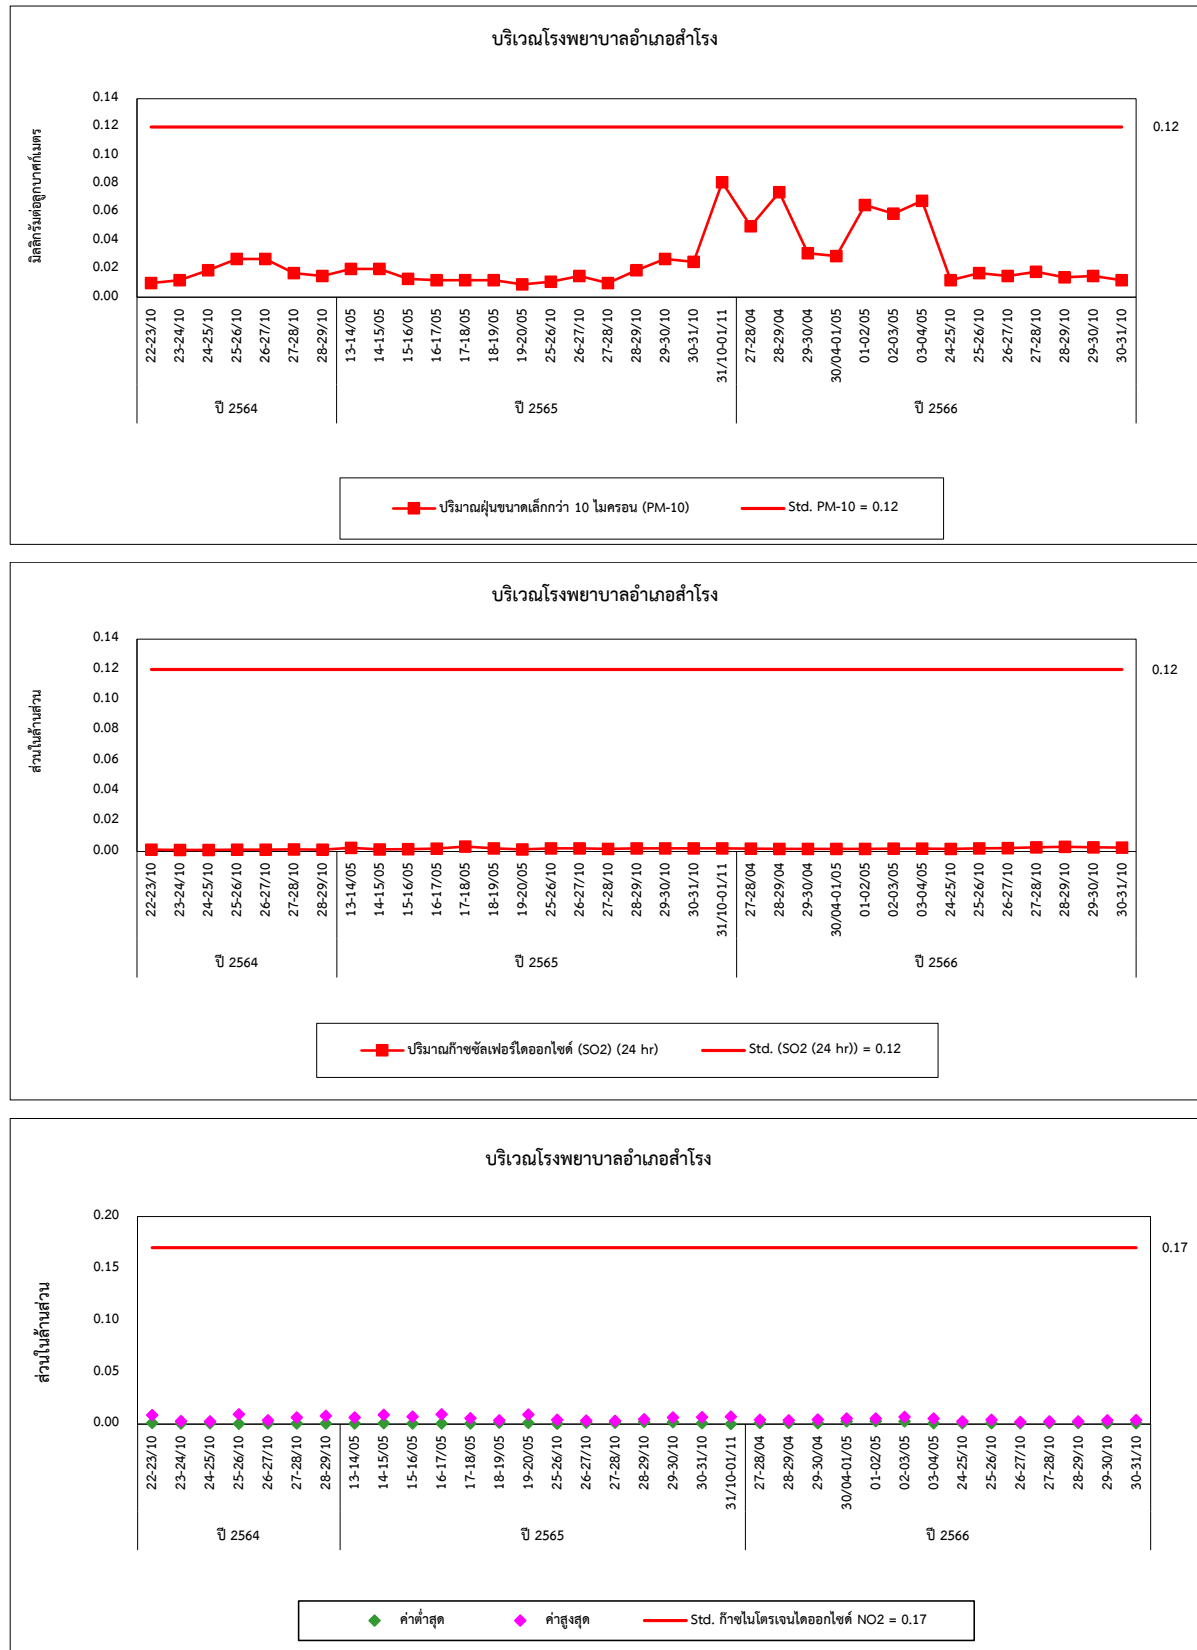 บริเวณโรงพยาบาลอำเภอสำโรง
มิลลิกรัมต่อลูกบาศก์เมตร
0.14
0.12
0.10
0.08
0.06
0.04
0.02
0.00
0.12
22-23/10 23-24/10 24-25/10 25-26/10 26-27/10 27-28/10 28-29/10 13-14/05 14-15/05 15-16/05 16-17/05 17-18/05 18-19/05 19-20/05 25-26/10 26-27/10 27-28/10 28-29/10 29-30/10 30-31/10 31/10-01/11 27-28/04 28-29/04 29-30/04 30/04-01/05 01-02/05 02-03/05 03-04/05 24-25/10 25-26/10 26-27/10 27-28/10 28-29/10 29-30/10 30-31/10
ปี 2564 ปี 2565 ปี 2566
ปริมาณฝุ่นขนาดเล็กกว่า 10 ไมครอน (PM-10) Std. PM-10 = 0.12
บริเวณโรงพยาบาลอำเภอสำโรง
ส่วนในล้านส่วน
0.14
0.12
0.10
0.08
0.06
0.04
0.02
0.00
0.12
22-23/10 23-24/10 24-25/10 25-26/10 26-27/10 27-28/10 28-29/10 13-14/05 14-15/05 15-16/05 16-17/05 17-18/05 18-19/05 19-20/05 25-26/10 26-27/10 27-28/10 28-29/10 29-30/10 30-31/10 31/10-01/11 27-28/04 28-29/04 29-30/04 30/04-01/05 01-02/05 02-03/05 03-04/05 24-25/10 25-26/10 26-27/10 27-28/10 28-29/10 29-30/10 30-31/10
ปี 2564 ปี 2565 ปี 2566
ปริมาณก๊าซซัลเฟอร์ไดออกไซด์ (SO2) (24 hr) Std. (SO2 (24 hr)) = 0.12
บริเวณโรงพยาบาลอำเภอสำโรง
ส่วนในล้านส่วน
0.20
0.15
0.10
0.05
0.00
0.17
22-23/10 23-24/10 24-25/10 25-26/10 26-27/10 27-28/10 28-29/10 13-14/05 14-15/05 15-16/05 16-17/05 17-18/05 18-19/05 19-20/05 25-26/10 26-27/10 27-28/10 28-29/10 29-30/10 30-31/10 31/10-01/11 27-28/04 28-29/04 29-30/04 30/04-01/05 01-02/05 02-03/05 03-04/05 24-25/10 25-26/10 26-27/10 27-28/10 28-29/10 29-30/10 30-31/10
ปี 2564 ปี 2565 ปี 2566
ค่าต่ำสุด ค่าสูงสุด Std. ก๊าซไนโตรเจนไดออกไซด์ NO2 = 0.17